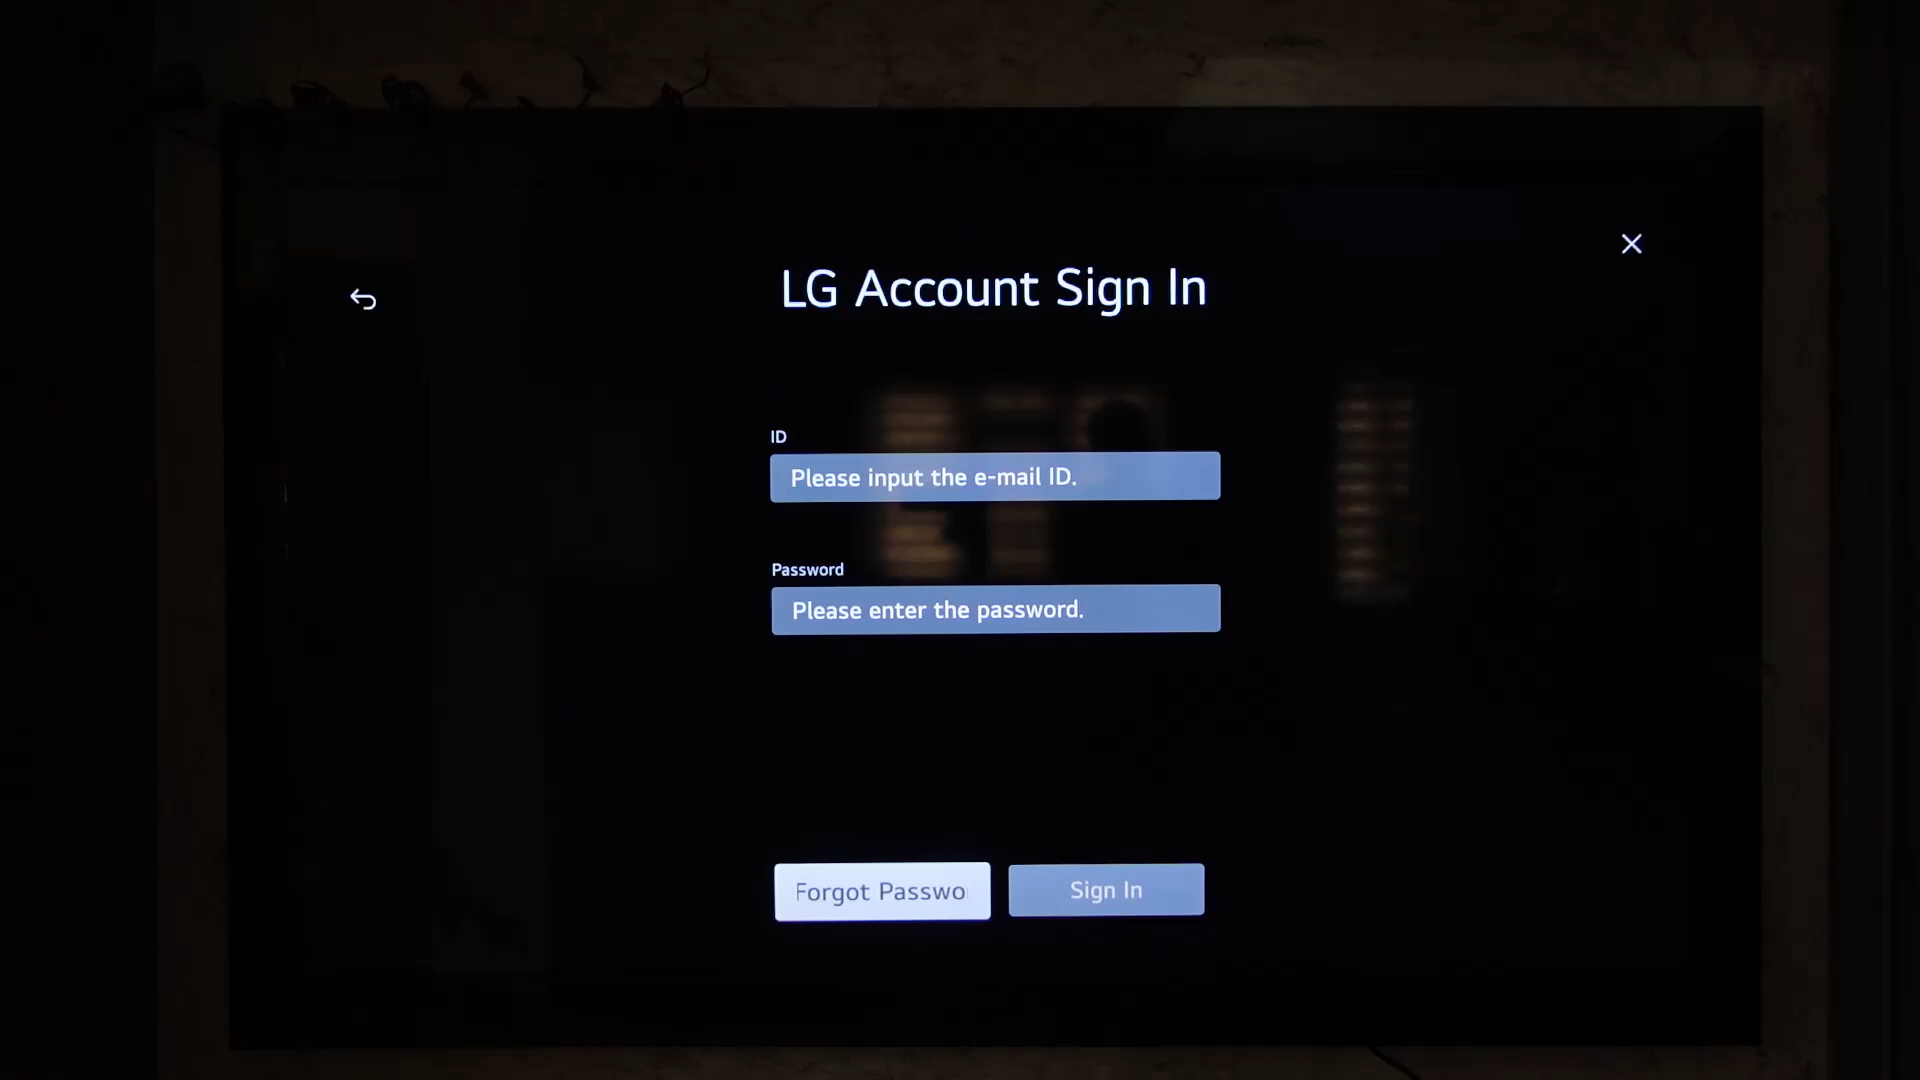 LG Account Sign In
ID
Please input the e-mail ID.
Password
Please enter the password.
Forgot Passwo
Sign In